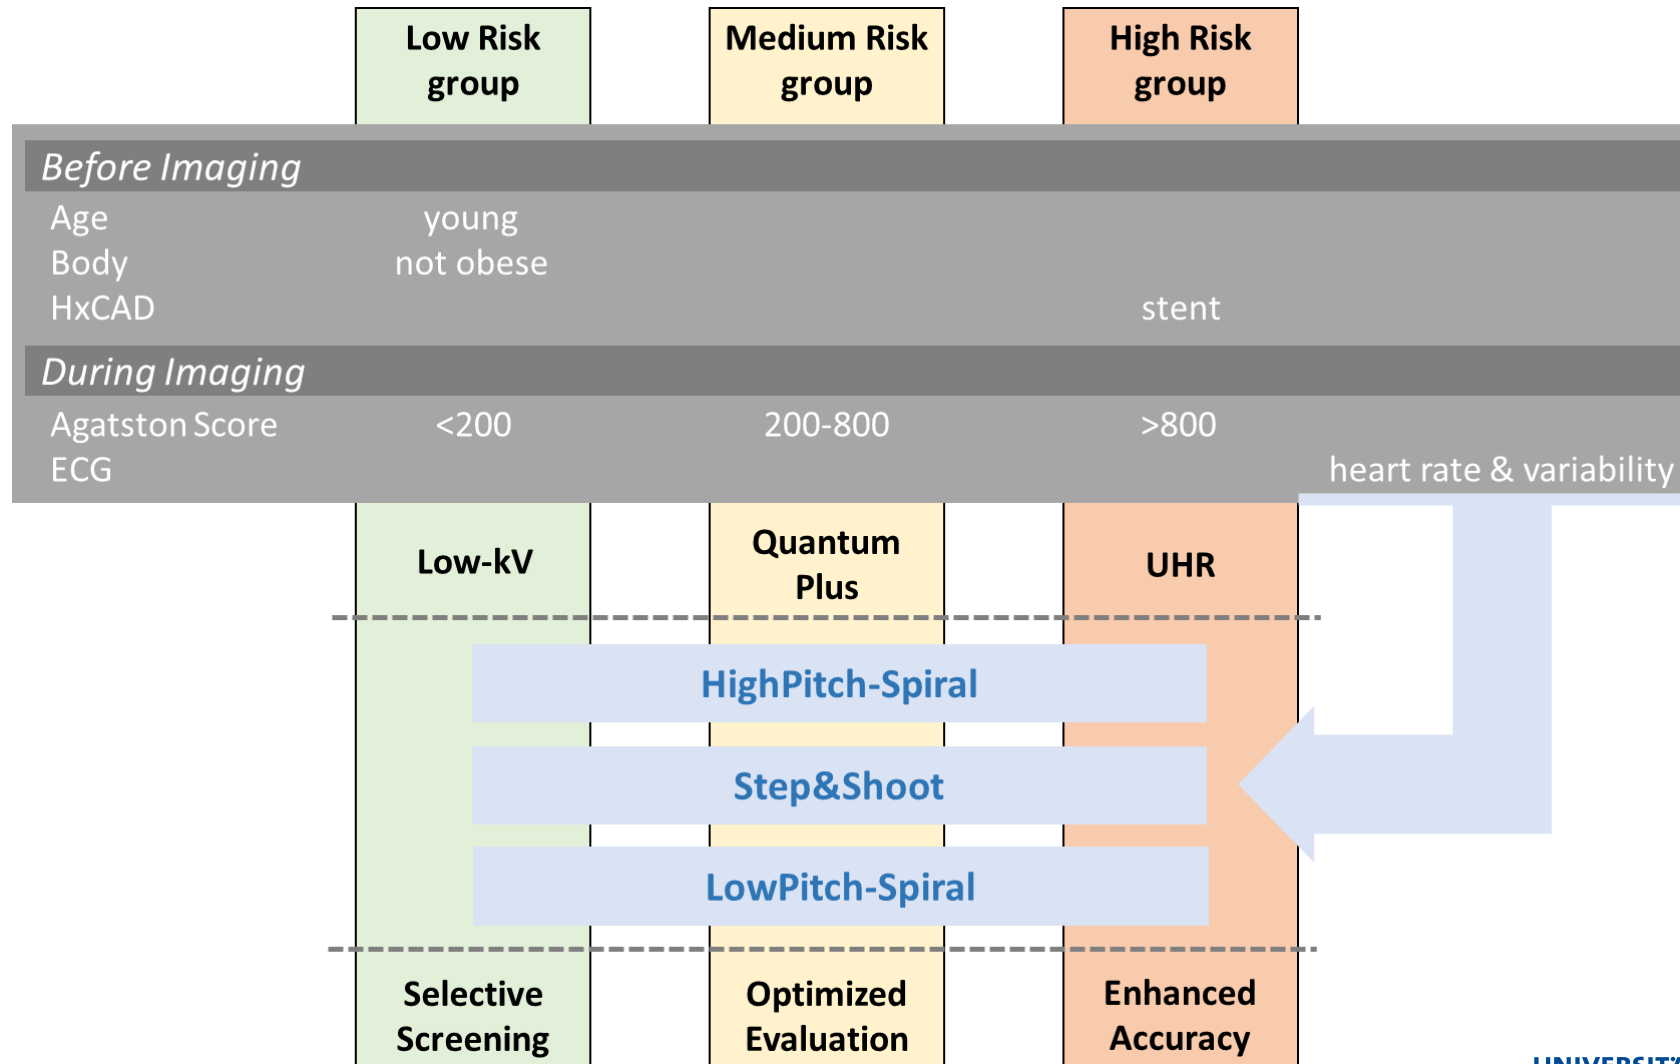 Low Risk
group
Medium Risk
group
High Risk
group
Before Imaging
Age young
Body not obese
HxCAD stent
During Imaging
Agatston Score <200 200-800 >800
ECG heart rate & variability
Low-kV
Quantum
Plus
UHR
HighPitch-Spiral
Step&Shoot
LowPitch-Spiral
Selective
Screening
Optimized
Evaluation
Enhanced
Accuracy